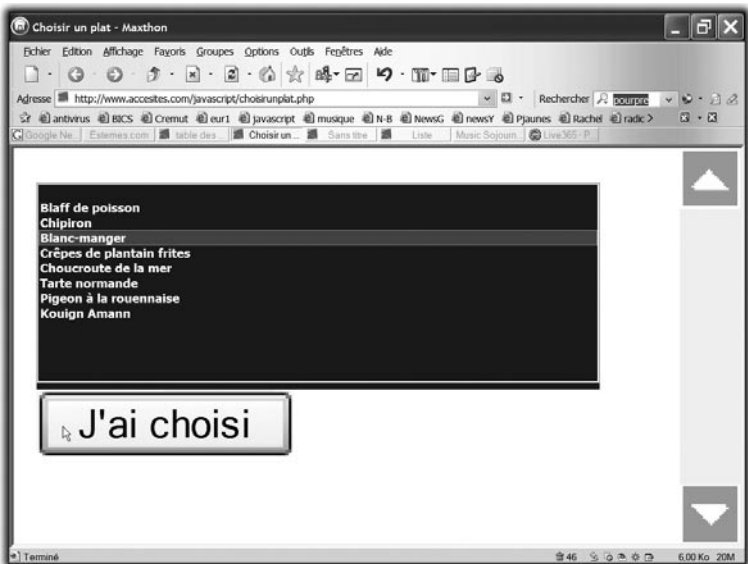 Choisir un plat - Maxthon
Fichier Edition Affichage Favoris Groupes Options Outils Fenêtres Aide
Adresse http://www.accesites.com/javascript/choisirunplat.php Rechercher pourpre
antivirus BICS Cremut eur1 javascript musique N-B NewsG newsY Pjaunes Rachel radic >
Google Ne... Estemes.com table des ... Choisir un ... Sans titre Liste Music Sojourn... Live365 - P...
Blaff de poisson
Chipiron
Blanc-manger
Crêpes de plantain frites
Choucroute de la mer
Tarte normande
Pigeon à la rouennaise
Kouign Amann
J'ai choisi
Terminé 46 6,00 Ko 20M